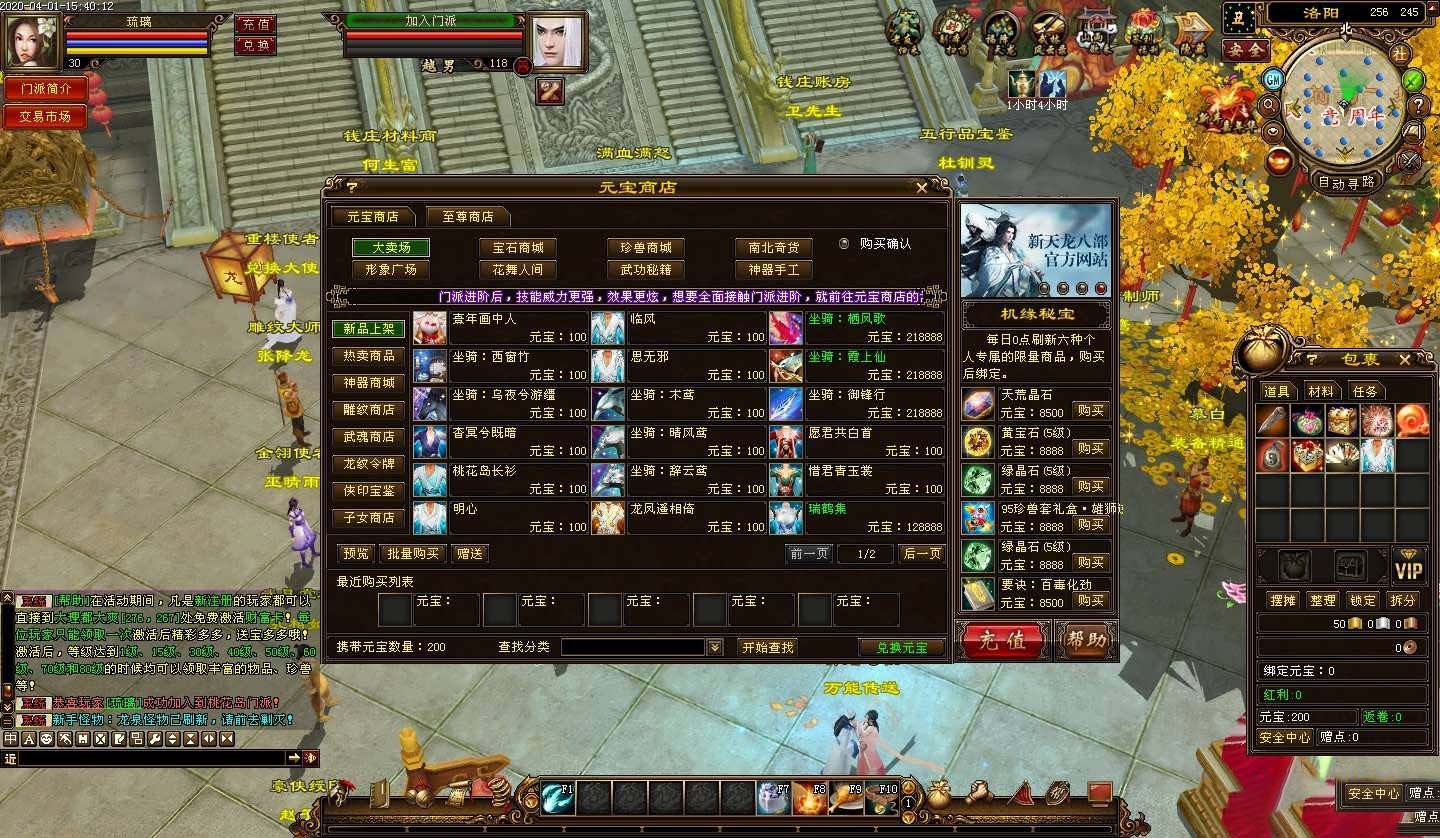 2020-04-01-15:40:12
琉璃
充值
兑换
30
门派简介
交易市场
加入门派
越男
118
1小时4小时
洛阳 256 245
北
丑
安全
社
GM
自动寻路
钱庄账房
卫先生
钱庄材料商
何生富
满血满怒
五行品宝鉴
杜钏灵
重楼使者
兑换大使
雕纹大师
张降龙
金翎使者
巫晴雨
慕白
万能传送
元宝商店
元宝商店
至尊商店
大卖场
宝石商城
珍兽商城
南北奇货
购买确认
形象广场
花舞人间
武功秘籍
神器手工
门派进阶后，技能威力更强，效果更炫，想要全面接触门派进阶，就前往元宝商店的
新品上架
热卖商品
神器商城
雕纹商店
武魂商店
龙纹令牌
侠印宝鉴
子女商店
壹年画中人
元宝：100
临风
元宝：100
坐骑：栖凤歌
元宝：218888
坐骑：西窗竹
元宝：100
思无邪
元宝：100
坐骑：霞上仙
元宝：218888
坐骑：乌夜兮游缰
元宝：100
坐骑：木鸢
元宝：100
坐骑：御锋行
元宝：218888
杳冥兮既暗
元宝：100
坐骑：晴风鸢
元宝：100
愿君共白首
元宝：100
桃花岛长衫
元宝：100
坐骑：辞云鸢
元宝：100
惜君青玉裳
元宝：100
明心
元宝：100
龙凤遥相倚
元宝：100
瑞鹤集
元宝：128888
预览
批量购买
赠送
前一页
1/2
后一页
最近购买列表
元宝：
元宝：
元宝：
元宝：
元宝：
携带元宝数量：200
查找分类
开始查找
兑换元宝
新天龙八部
官方网站
机缘秘宝
每日0点刷新六种个
人专属的限量商品，购买
后绑定。
天荒晶石
元宝：8500
购买
黄宝石(5级)
元宝：8888
购买
绿晶石(5级)
元宝：8888
购买
95珍兽套礼盒·雄狮
元宝：8888
购买
绿晶石(5级)
元宝：8888
购买
要诀：百毒化劲
元宝：8500
购买
充值
帮助
包裹
道具
材料
任务
VIP
摆摊
整理
锁定
拆分
50 0 0
0
绑定元宝：0
红利:0
元宝:200
返卷:0
安全中心
赠点:0
安全中心
赠点:
[帮助]在活动期间，凡是新注册的玩家都可以
直接到大理都大爽[276，267]处免费激活财富卡！每
位玩家只能领取一次激活后精彩多多，送宝多多哦！
激活后，等级达到1级、15级、30级、40级、50级、60
级、70级和80级的时候均可以领取丰富的物品、珍兽
等！
恭喜玩家[琉璃]成功加入到桃花岛门派！
新手怪物：龙泉怪物已刷新，请前去剿灭！
近
F1
F7
F8
F9
F10
1